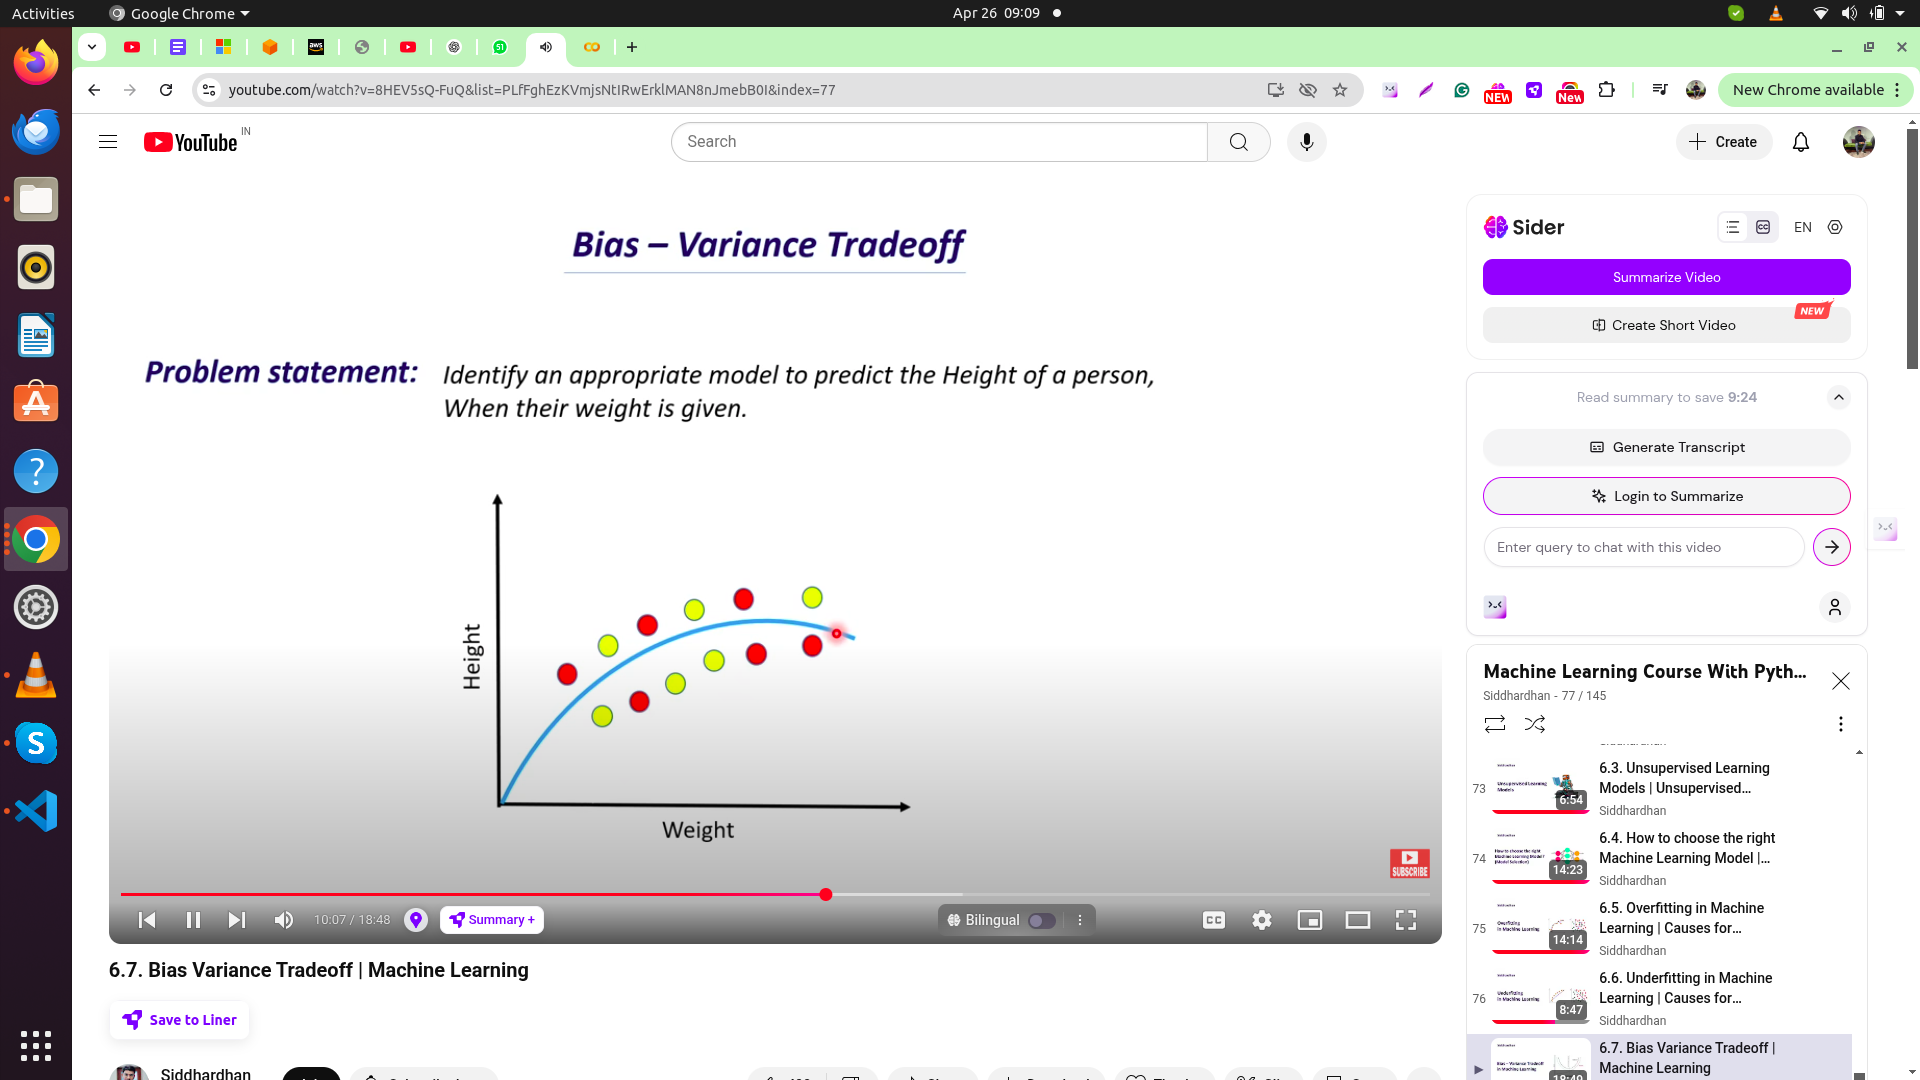 Activities
Google Chrome
Apr 26 09:09
youtube.com/watch?v=8HEV5sQ-FuQ&list=PLfFghEzKVmjsNtIRwErklMAN8nJmebB0I&index=77
NEW
New
New Chrome available
YouTube IN
Search
Create
Bias – Variance Tradeoff
Problem statement: Identify an appropriate model to predict the Height of a person,
When their weight is given.
Height
Weight
SUBSCRIBE
10:07 / 18:48
Summary +
Bilingual
CC
6.7. Bias Variance Tradeoff | Machine Learning
Save to Liner
Siddhardhan
Sider
EN
Summarize Video
NEW
Create Short Video
Read summary to save 9:24
Generate Transcript
Login to Summarize
Enter query to chat with this video
Machine Learning Course With Pyth...
Siddhardhan - 77 / 145
73
6:54
6.3. Unsupervised Learning
Models | Unsupervised...
Siddhardhan
74
14:23
6.4. How to choose the right
Machine Learning Model |...
Siddhardhan
75
14:14
6.5. Overfitting in Machine
Learning | Causes for...
Siddhardhan
76
8:47
6.6. Underfitting in Machine
Learning | Causes for...
Siddhardhan
6.7. Bias Variance Tradeoff |
Machine Learning